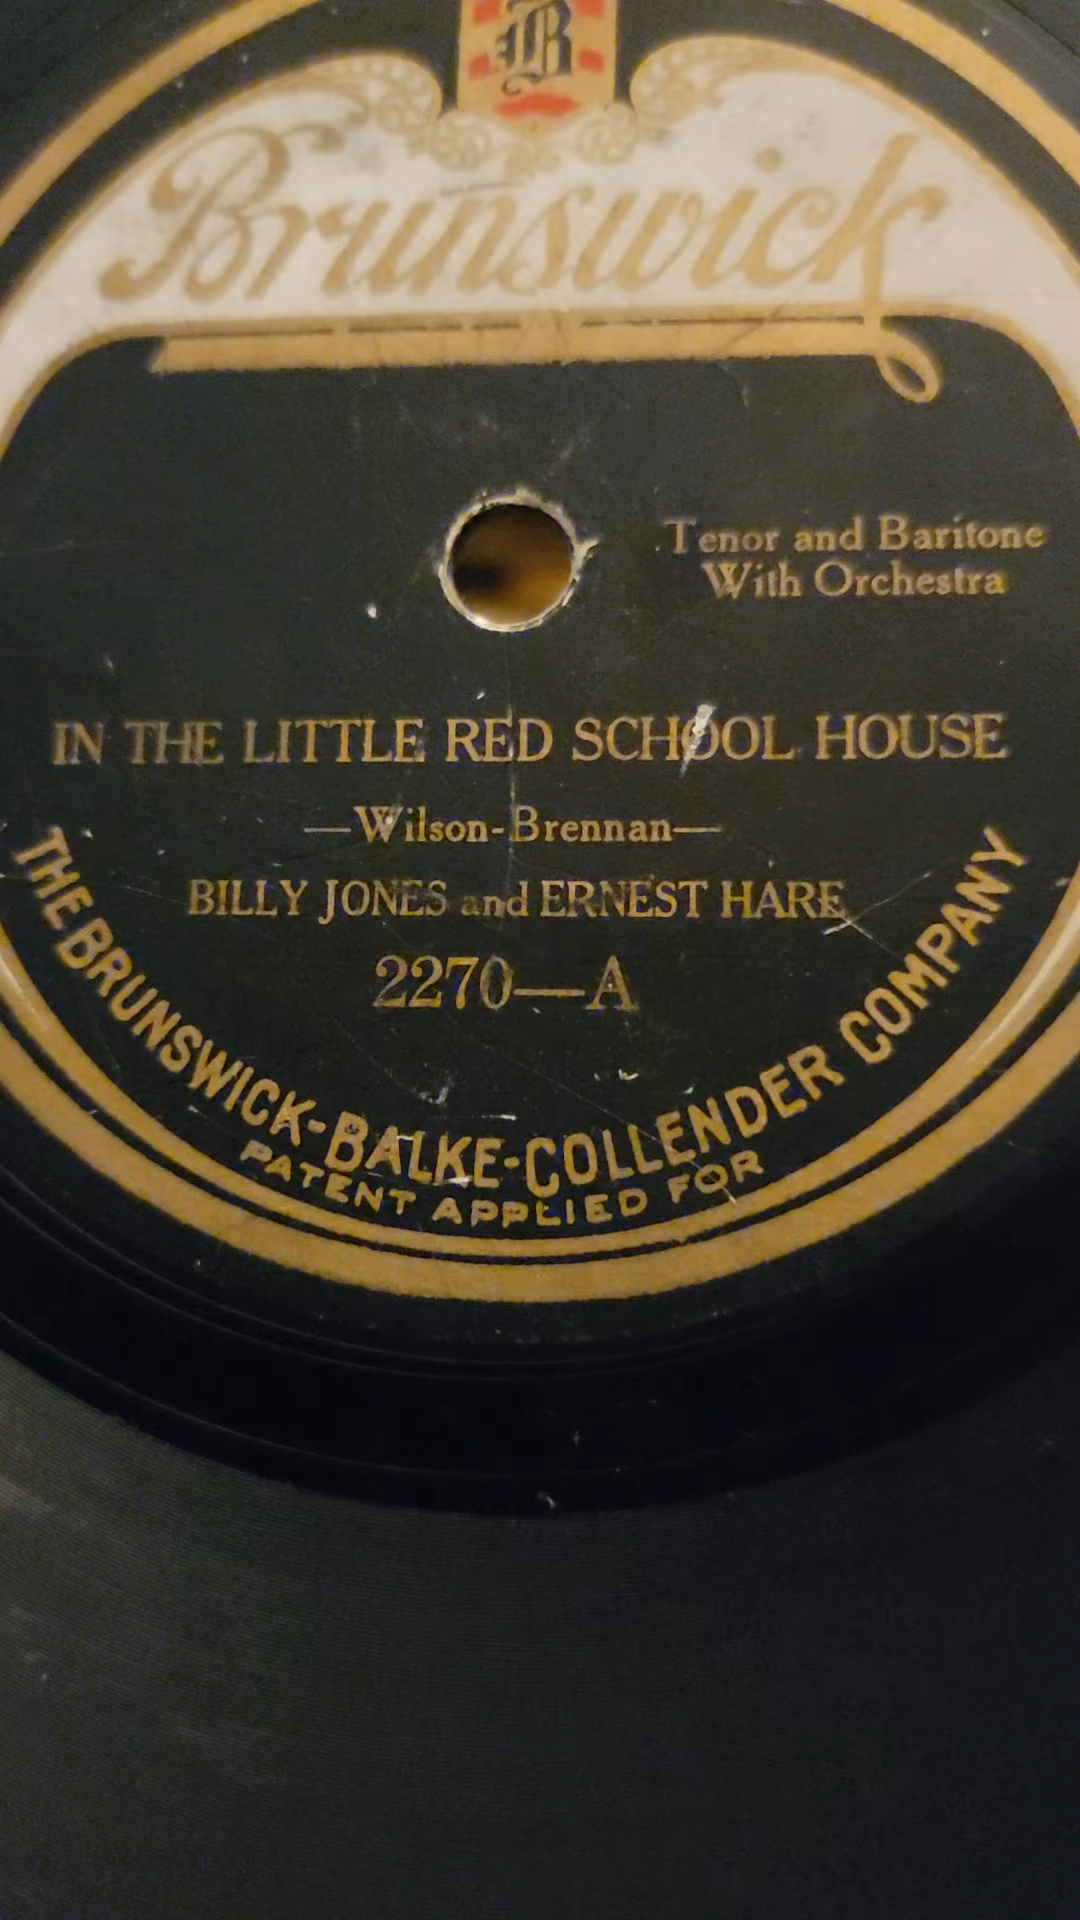 B
Brunswick
Tenor and Baritone
With Orchestra
IN THE LITTLE RED SCHOOL HOUSE
—Wilson-Brennan—
BILLY JONES and ERNEST HARE
2270—A
THE BRUNSWICK-BALKE-COLLENDER COMPANY
PATENT APPLIED FOR